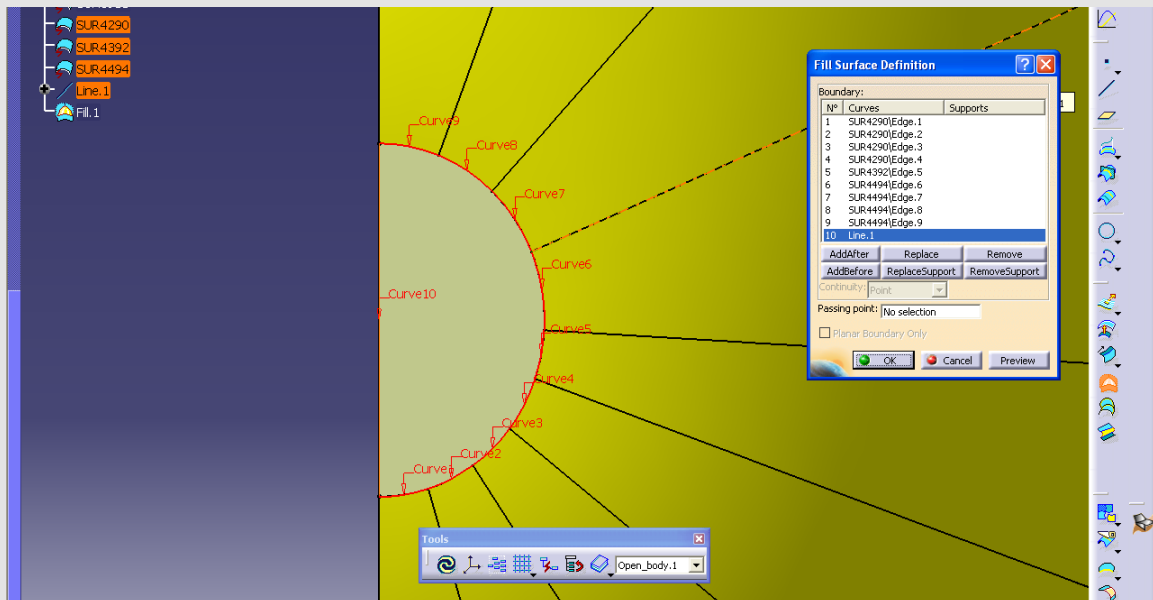 SUR4290
SUR4392
SUR4494
Line.1
Fill.1
Curve9
Curve8
Curve7
Curve6
Curve10
Curve5
Curve4
Curve3
Curve2
Curve
Fill Surface Definition
Boundary:
N° Curves Supports
1 SUR4290\Edge.1
2 SUR4290\Edge.2
3 SUR4290\Edge.3
4 SUR4290\Edge.4
5 SUR4392\Edge.5
6 SUR4494\Edge.6
7 SUR4494\Edge.7
8 SUR4494\Edge.8
9 SUR4494\Edge.9
10 Line.1
AddAfter Replace Remove
AddBefore ReplaceSupport RemoveSupport
Continuity: Point
Passing point: No selection
Planar Boundary Only
OK Cancel Preview
Tools
Open_body.1